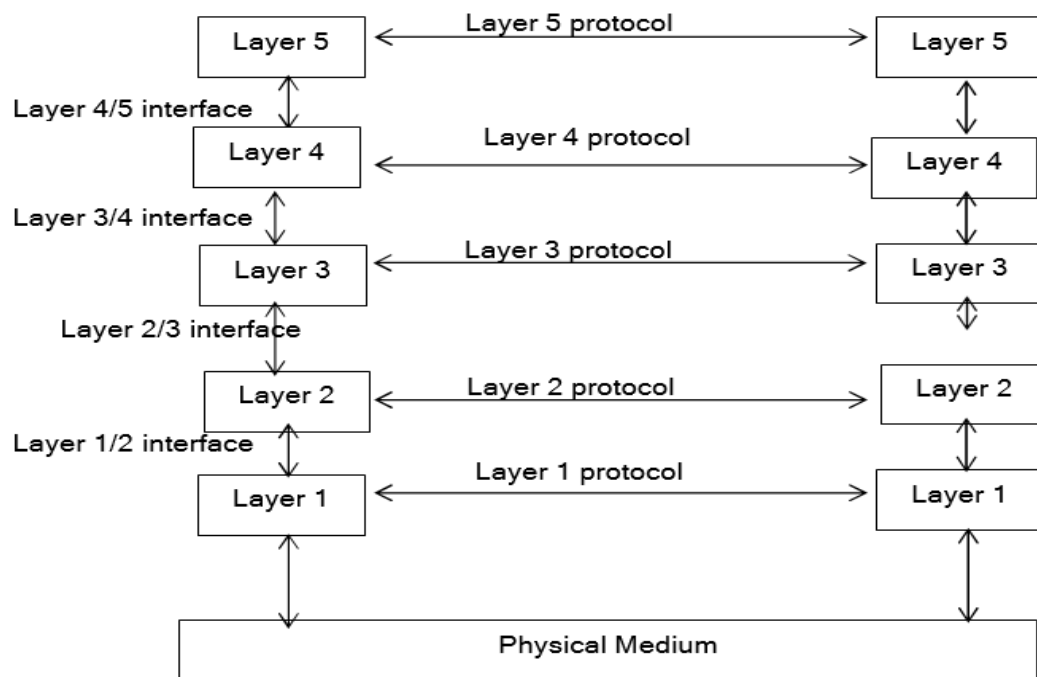 Layer 5 protocol
Layer 5
Layer 5
Layer 4/5 interface
Layer 4 protocol
Layer 4
Layer 4
Layer 3/4 interface
Layer 3 protocol
Layer 3
Layer 3
Layer 2/3 interface
Layer 2 protocol
Layer 2
Layer 2
Layer 1/2 interface
Layer 1 protocol
Layer 1
Layer 1
Physical Medium